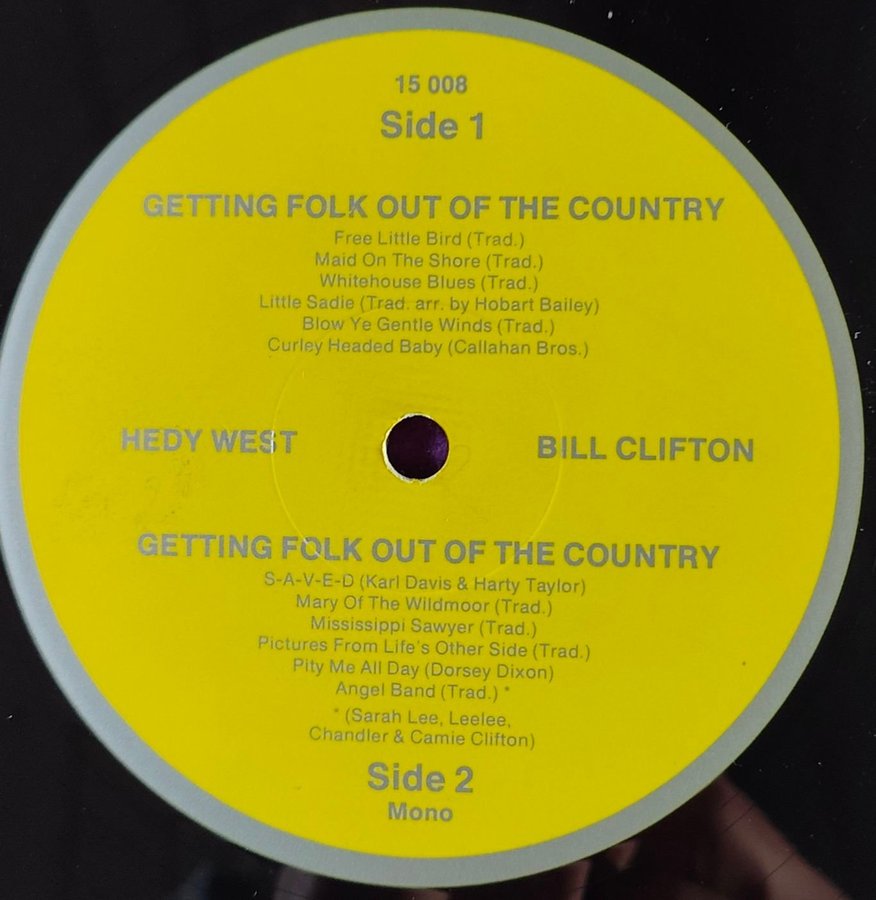 15 008
Side 1
GETTING FOLK OUT OF THE COUNTRY
Free Little Bird (Trad.)
Maid On The Shore (Trad.)
Whitehouse Blues (Trad.)
Little Sadie (Trad. arr. by Hobart Bailey)
Blow Ye Gentle Winds (Trad.)
Curley Headed Baby (Callahan Bros.)
HEDY WEST BILL CLIFTON
GETTING FOLK OUT OF THE COUNTRY
S-A-V-E-D (Karl Davis & Harty Taylor)
Mary Of The Wildmoor (Trad.)
Mississippi Sawyer (Trad.)
Pictures From Life's Other Side (Trad.)
Pity Me All Day (Dorsey Dixon)
Angel Band (Trad.) *
* (Sarah Lee, Leelee,
Chandler & Camie Clifton)
Side 2
Mono